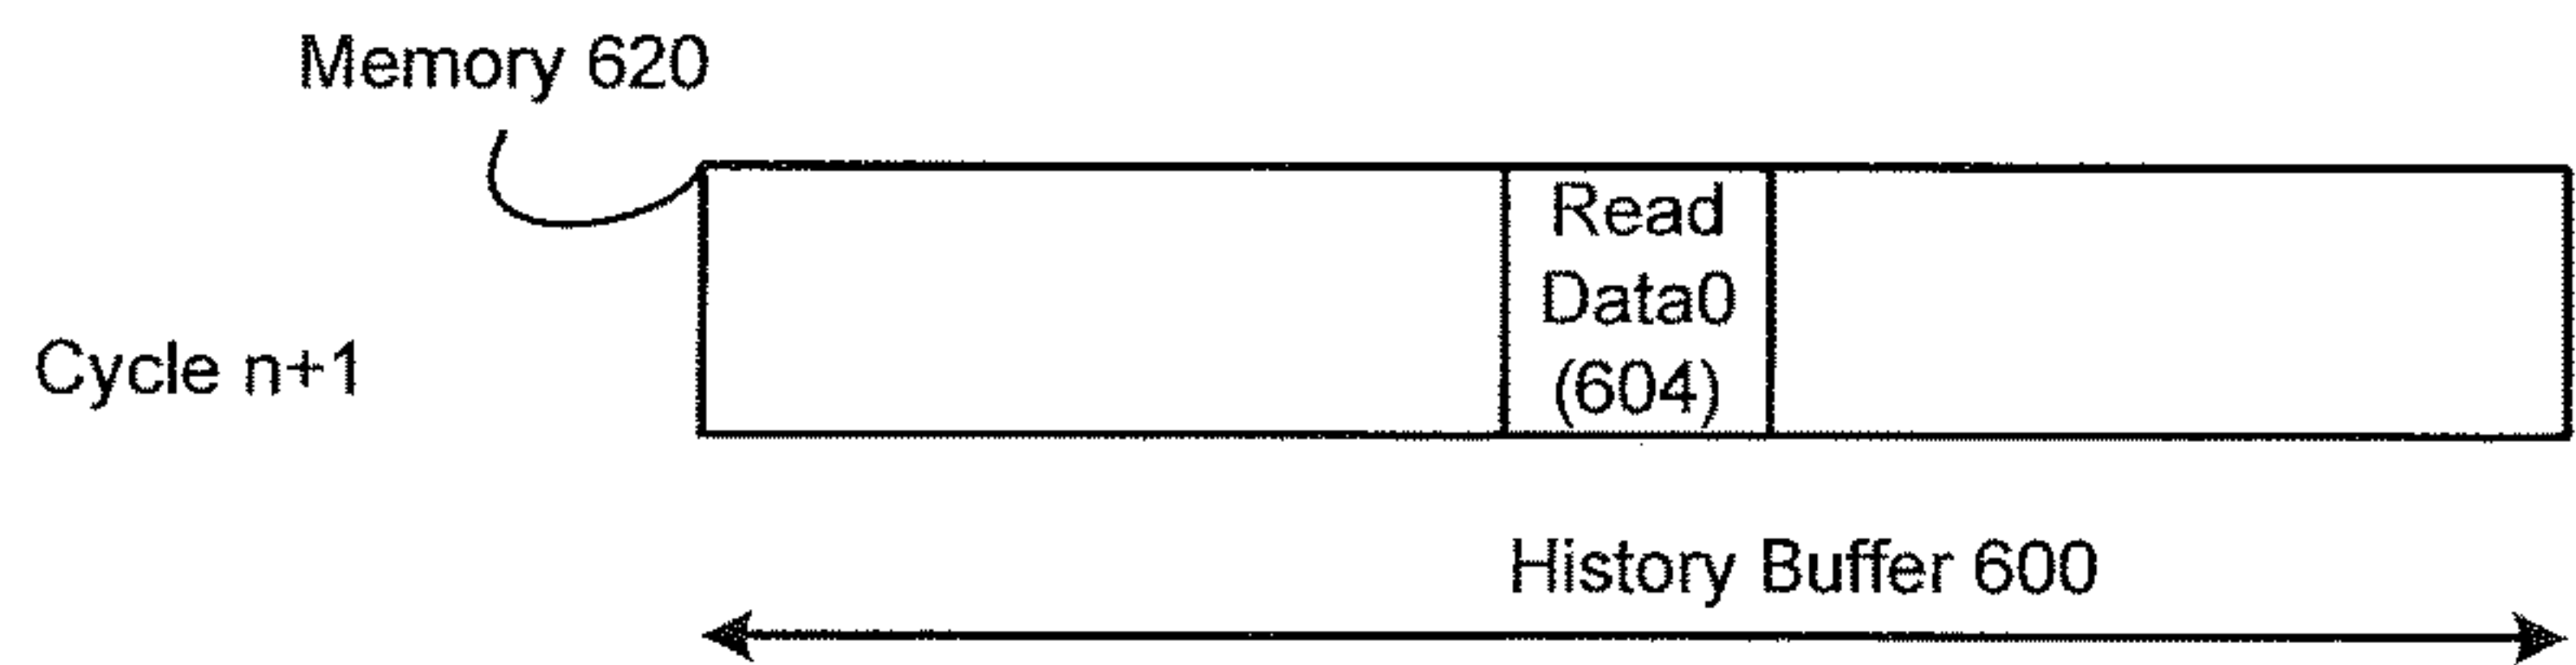 Memory 620
Read
Data0
(604)
Cycle n+1
History Buffer 600